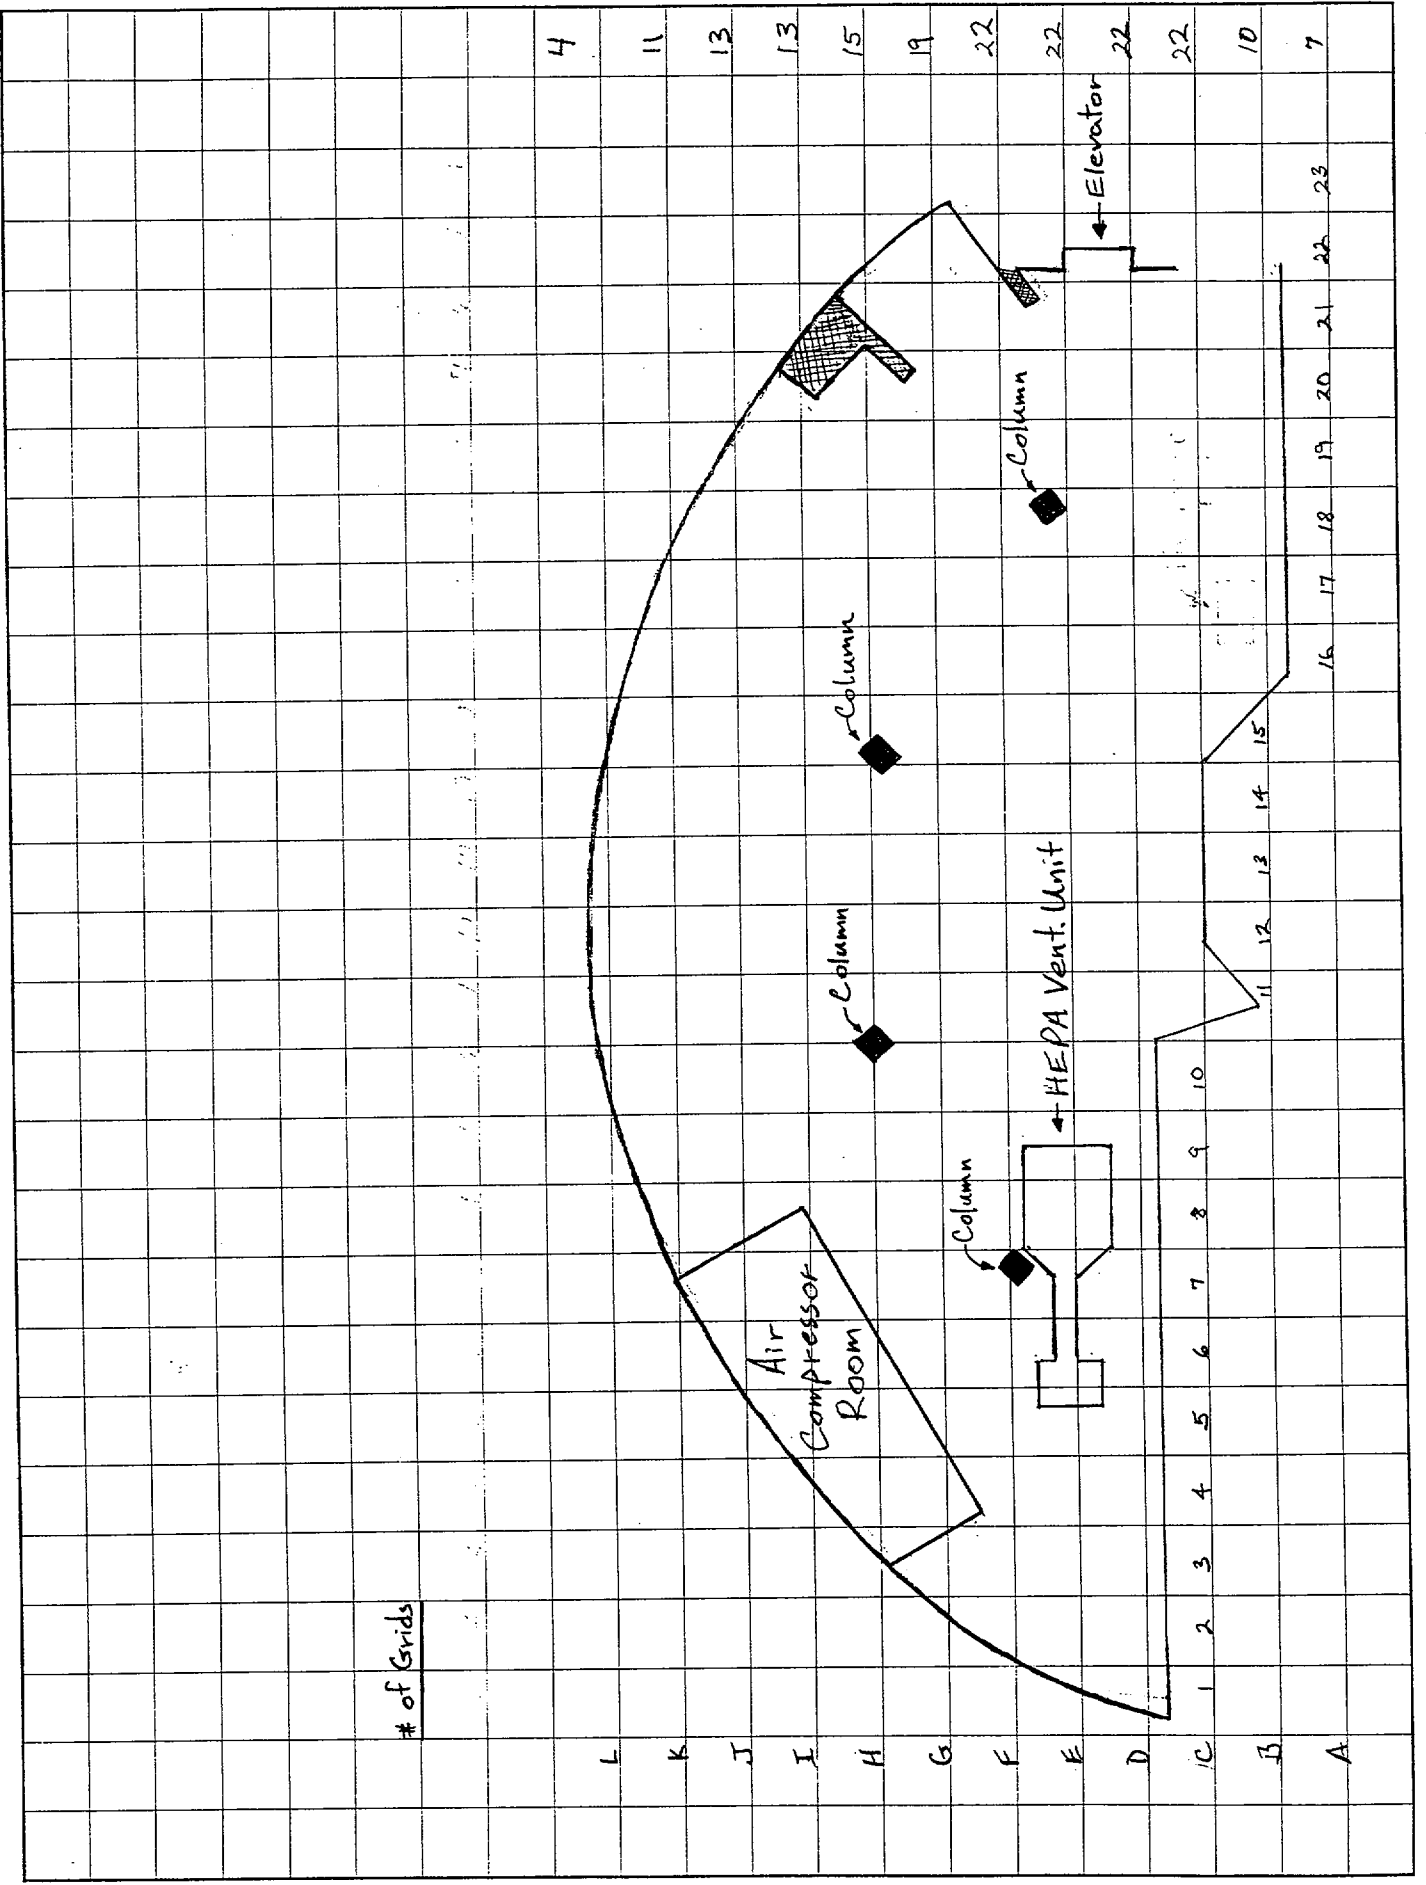 # of Grids
L 4
K 11
J 13
I 13
H 15
G 19
F 22
E 22
D 22
C 22
B 10
A 7
Air
Compressor
Room
Column
Column
Column
Column
←HEPA Vent. Unit
←Elevator
1 2 3 4 5 6 7 8 9 10
11 12 13 14 15
16 17 18 19 20 21 22 23